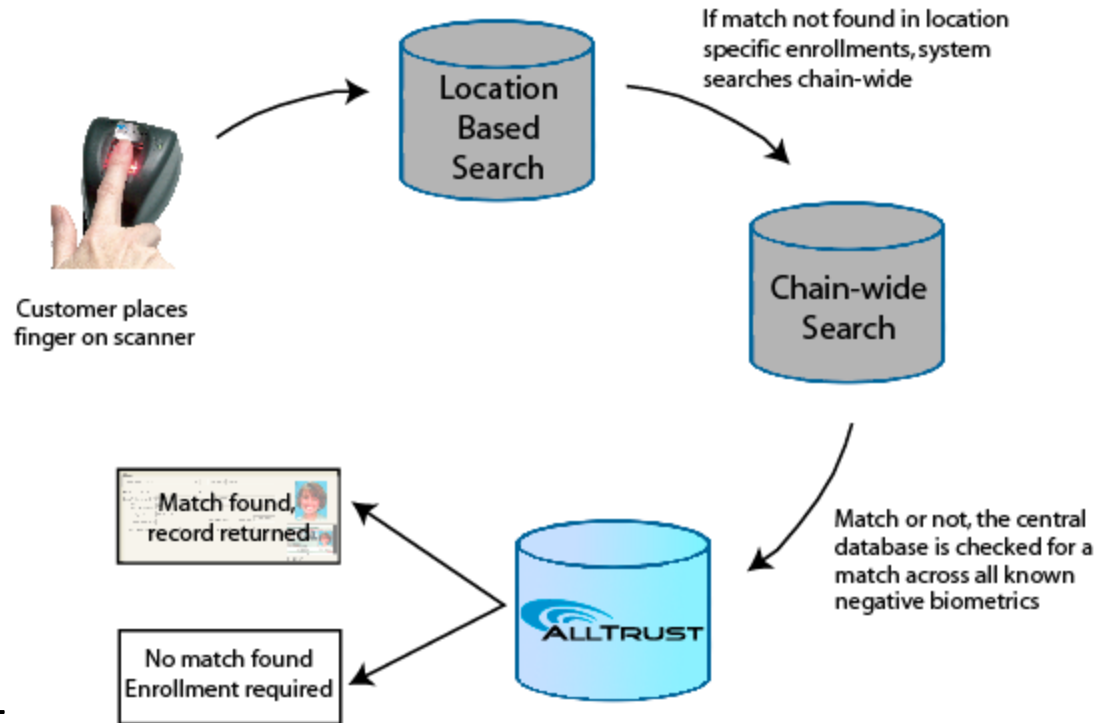 If match not found in location
specific enrollments, system
searches chain-wide
Location
Based
Search
Chain-wide
Search
Customer places
finger on scanner
Match or not, the central
database is checked for a
match across all known
negative biometrics
ALLTRUST
Match found,
record returned
No match found
Enrollment required